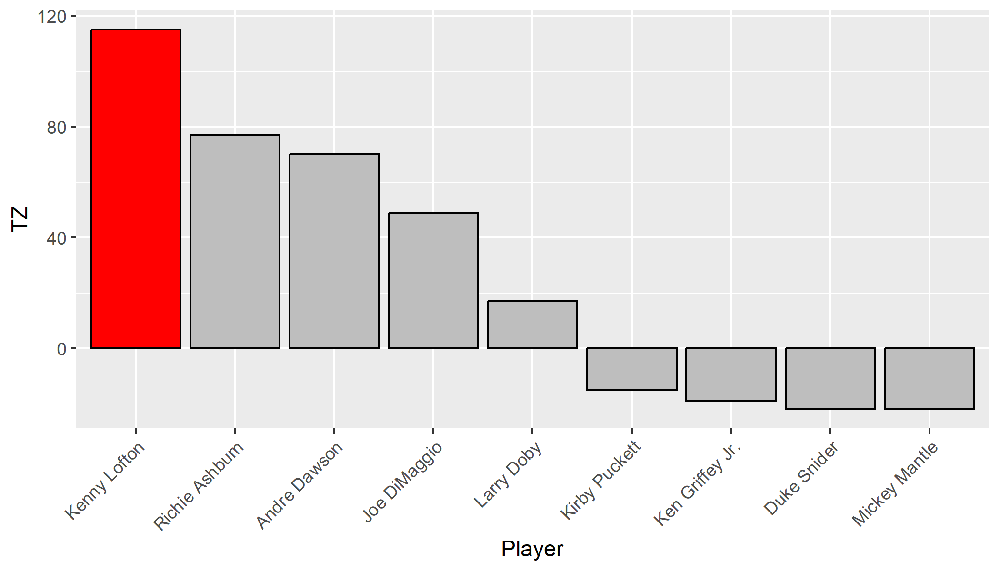 120
80
40
0
TZ
Kenny Lofton
Richie Ashburn
Andre Dawson
Joe DiMaggio
Larry Doby
Kirby Puckett
Ken Griffey Jr.
Duke Snider
Mickey Mantle
Player